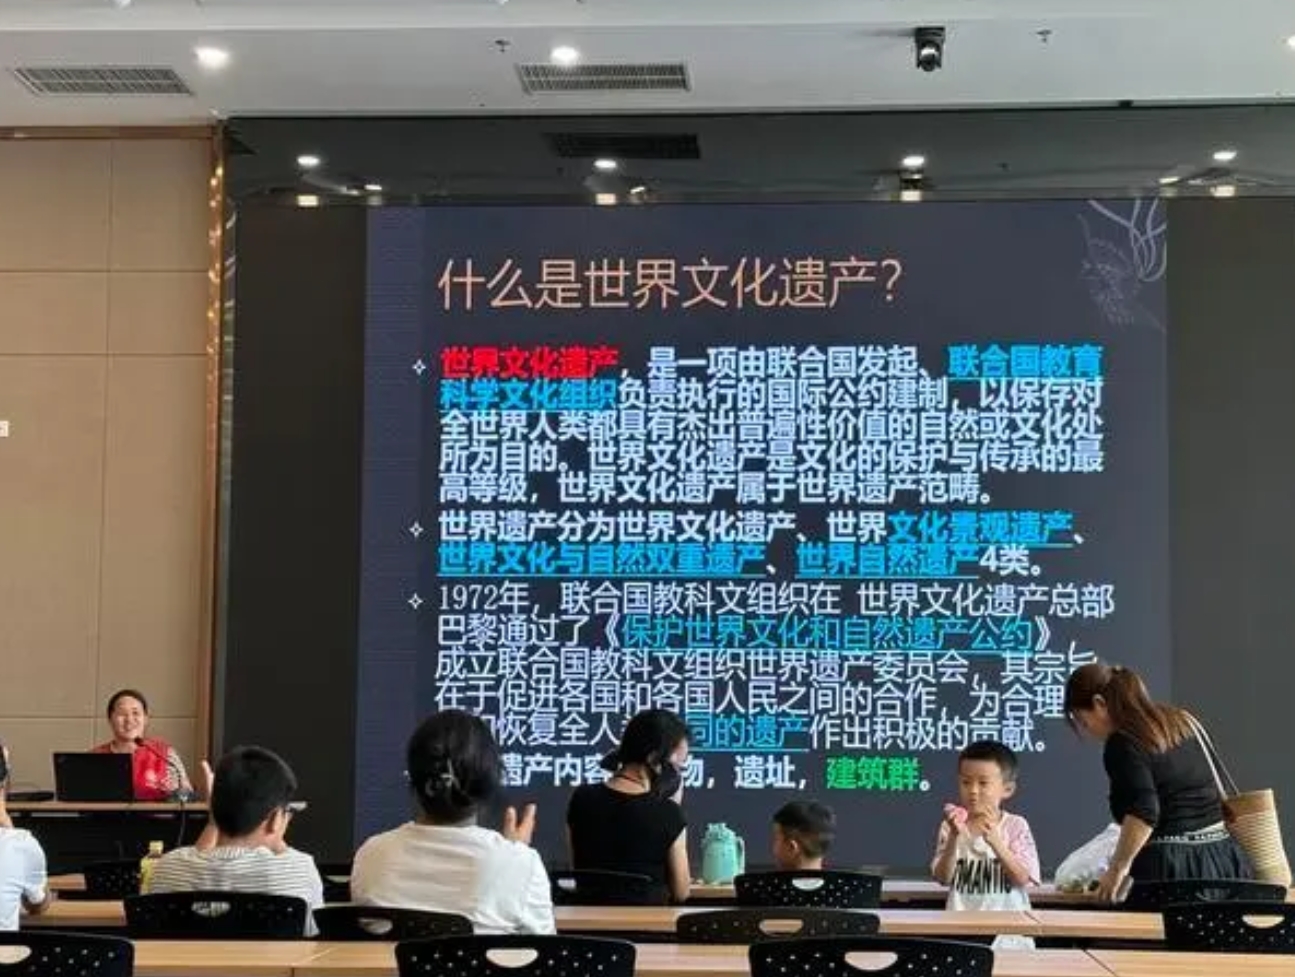 什么是世界文化遗产?
世界文化遗产，是一项由联合国发起、联合国教育
科学文化组织负责执行的国际公约建制，以保存对
全世界人类都具有杰出普遍性价值的自然或文化处
所为目的。世界文化遗产是文化的保护与传承的最
高等级，世界文化遗产属于世界遗产范畴。
世界遗产分为世界文化遗产、世界文化景观遗产、
世界文化与自然双重遗产、世界自然遗产4类。
1972年，联合国教科文组织在 世界文化遗产总部
巴黎通过了《保护世界文化和自然遗产公约》，
成立联合国教科文组织世界遗产委员会，其宗旨
在于促进各国和各国人民之间的合作，为合理
恢复全人 同的遗产作出积极的贡献。
遗产内容 物，遗址，建筑群。
OMANTI